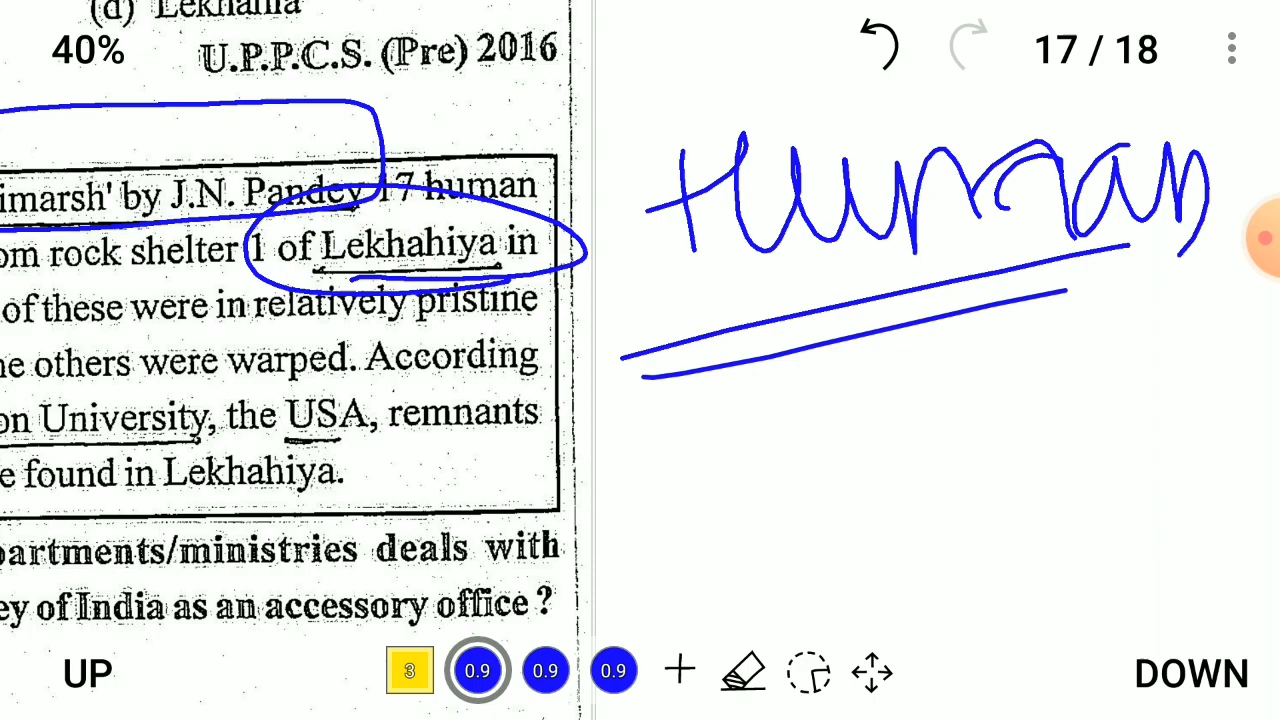 (d) Lekhahia
40%
U.P.P.C.S. (Pre) 2016
17 / 18
imarsh' by J.N. Pandey 17 human
om rock shelter 1 of Lekhahiya in
of these were in relatively pristine
he others were warped. According
on University, the USA, remnants
e found in Lekhahiya.
partments/ministries deals with
ey of India as an accessory office ?
Human
UP
3
0.9
0.9
0.9
DOWN